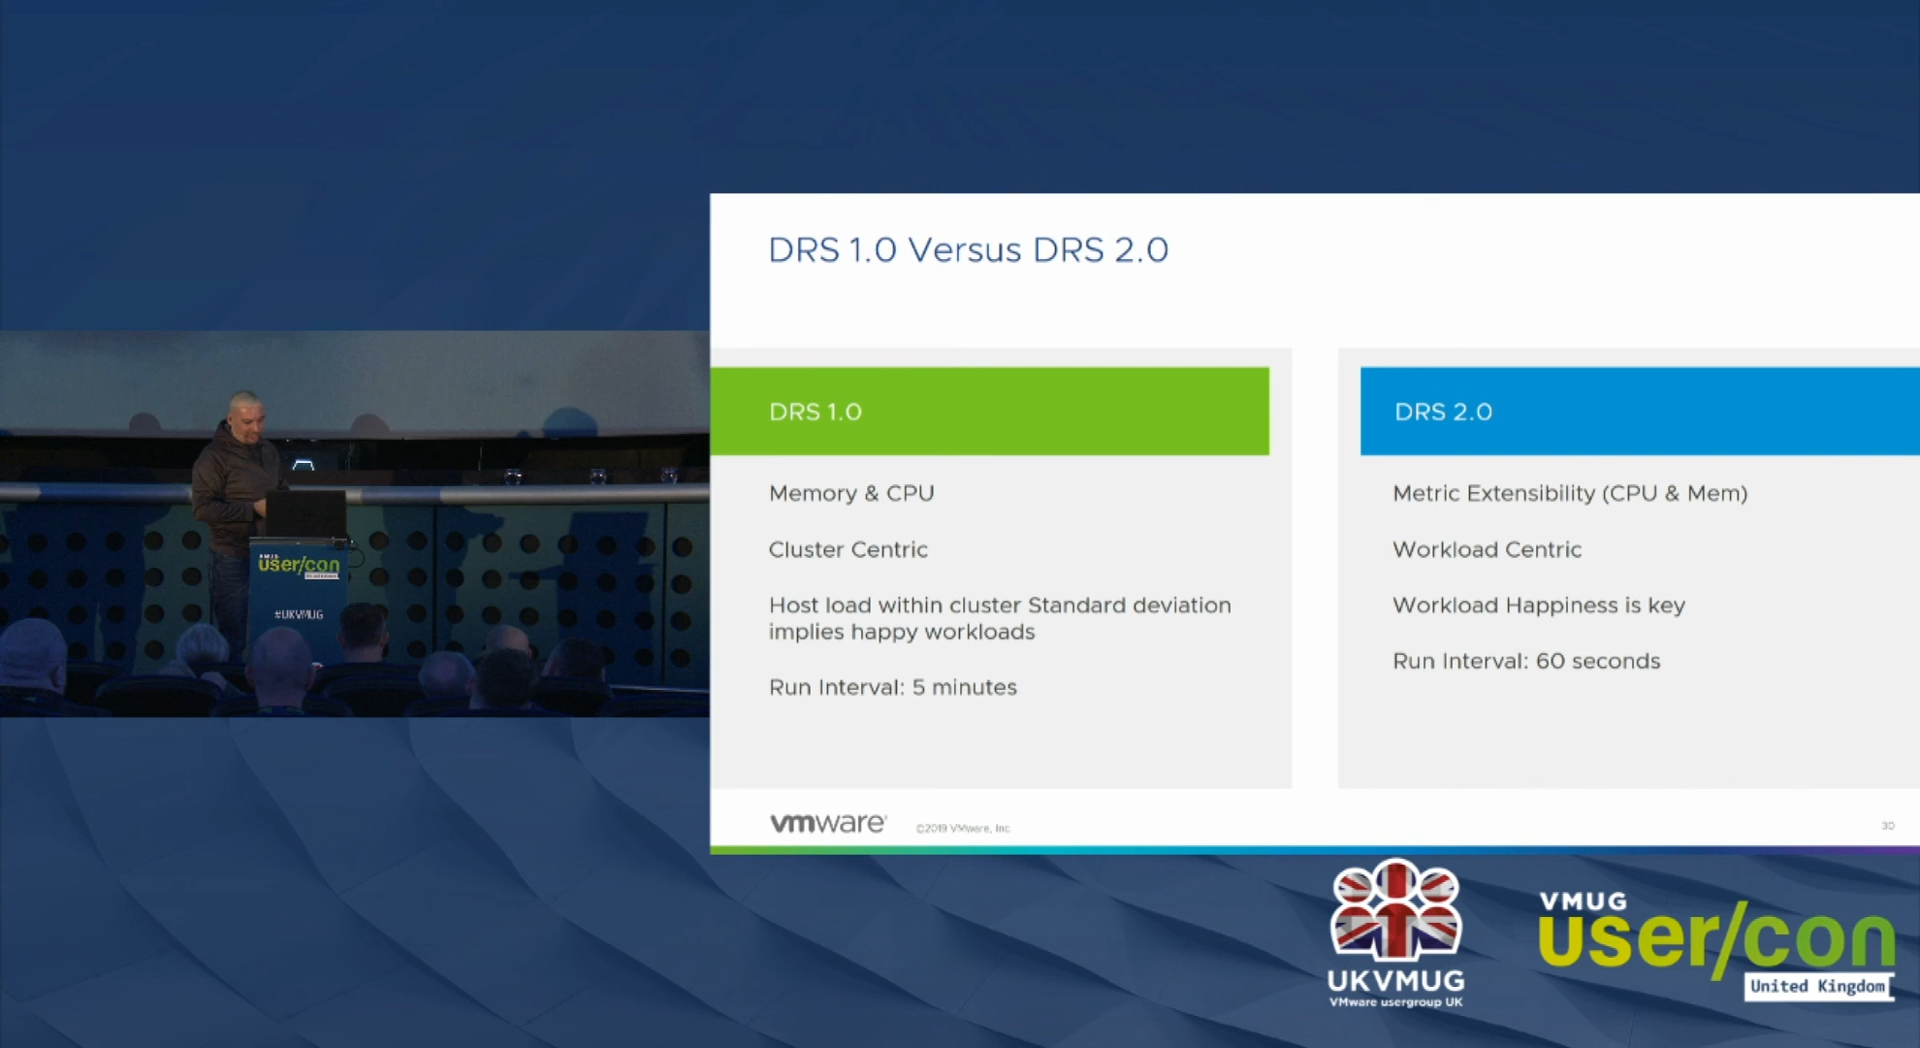 DRS 1.0 Versus DRS 2.0
DRS 1.0
Memory & CPU
Cluster Centric
Host load within cluster Standard deviation
implies happy workloads
Run Interval: 5 minutes
DRS 2.0
Metric Extensibility (CPU & Mem)
Workload Centric
Workload Happiness is key
Run Interval: 60 seconds
vmware
©2019 VMware, Inc
30
VMUG
user/con
#UKVMUG
UKVMUG
VMware usergroup UK
VMUG
user/con
United Kingdom